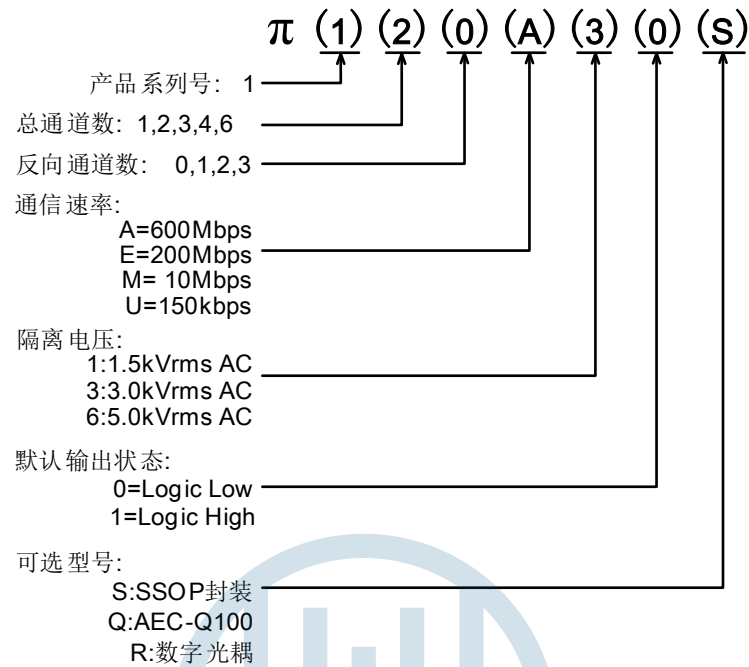 π (1) (2) (0) (A) (3) (0) (S)
产品系列号: 1
总通道数: 1,2,3,4,6
反向通道数: 0,1,2,3
通信速率:
A=600Mbps
E=200Mbps
M= 10Mbps
U=150kbps
隔离电压:
1:1.5kVrms AC
3:3.0kVrms AC
6:5.0kVrms AC
默认输出状态:
0=Logic Low
1=Logic High
可选型号:
S:SSOP封装
Q:AEC-Q100
R:数字光耦